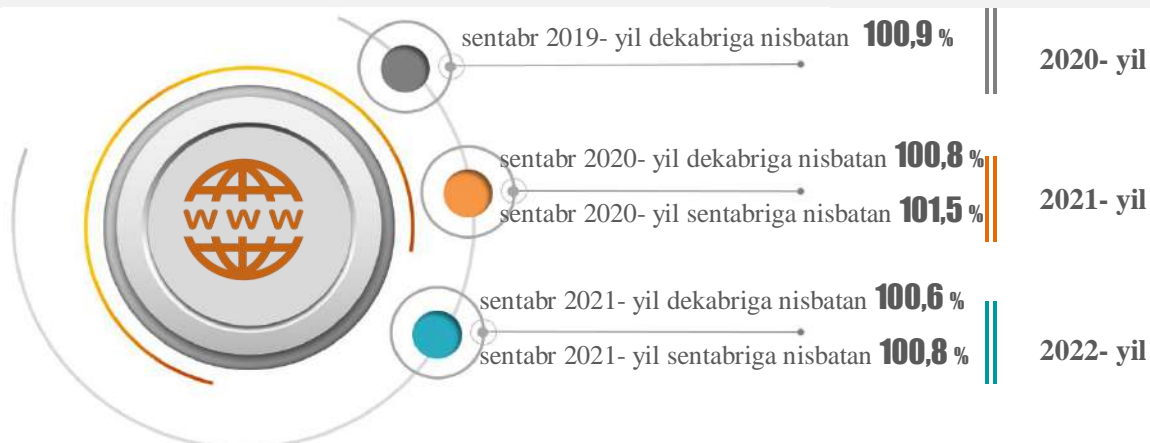 sentabr 2019- yil dekabriga nisbatan 100,9 %
2020- yil
sentabr 2020- yil dekabriga nisbatan 100,8 %
sentabr 2020- yil sentabriga nisbatan 101,5 %
2021- yil
WWW
sentabr 2021- yil dekabriga nisbatan 100,6 %
sentabr 2021- yil sentabriga nisbatan 100,8 %
2022- yil